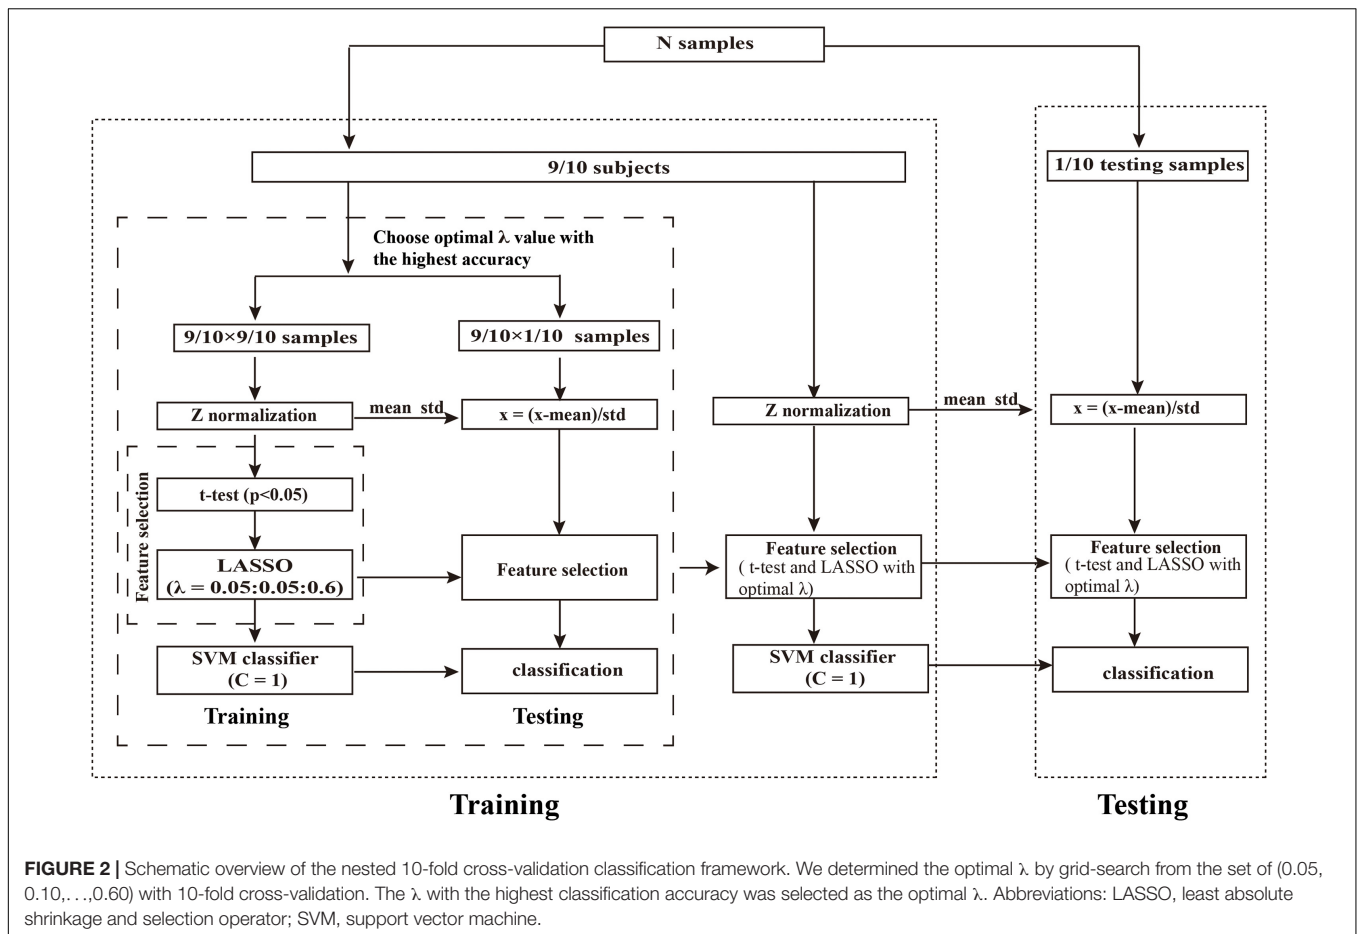 N samples
9/10 subjects
1/10 testing samples
Choose optimal λ value with
the highest accuracy
9/10×9/10 samples
9/10×1/10 samples
Z normalization
mean std
x = (x-mean)/std
Z normalization
mean std
x = (x-mean)/std
Feature selection
t-test (p<0.05)
LASSO
(λ = 0.05:0.05:0.6)
Feature selection
Feature selection
( t-test and LASSO with
optimal λ)
Feature selection
( t-test and LASSO with
optimal λ)
SVM classifier
(C = 1)
classification
SVM classifier
(C = 1)
classification
Training
Testing
Training
Testing
FIGURE 2 | Schematic overview of the nested 10-fold cross-validation classification framework. We determined the optimal λ by grid-search from the set of (0.05,
0.10,. . .,0.60) with 10-fold cross-validation. The λ with the highest classification accuracy was selected as the optimal λ. Abbreviations: LASSO, least absolute
shrinkage and selection operator; SVM, support vector machine.